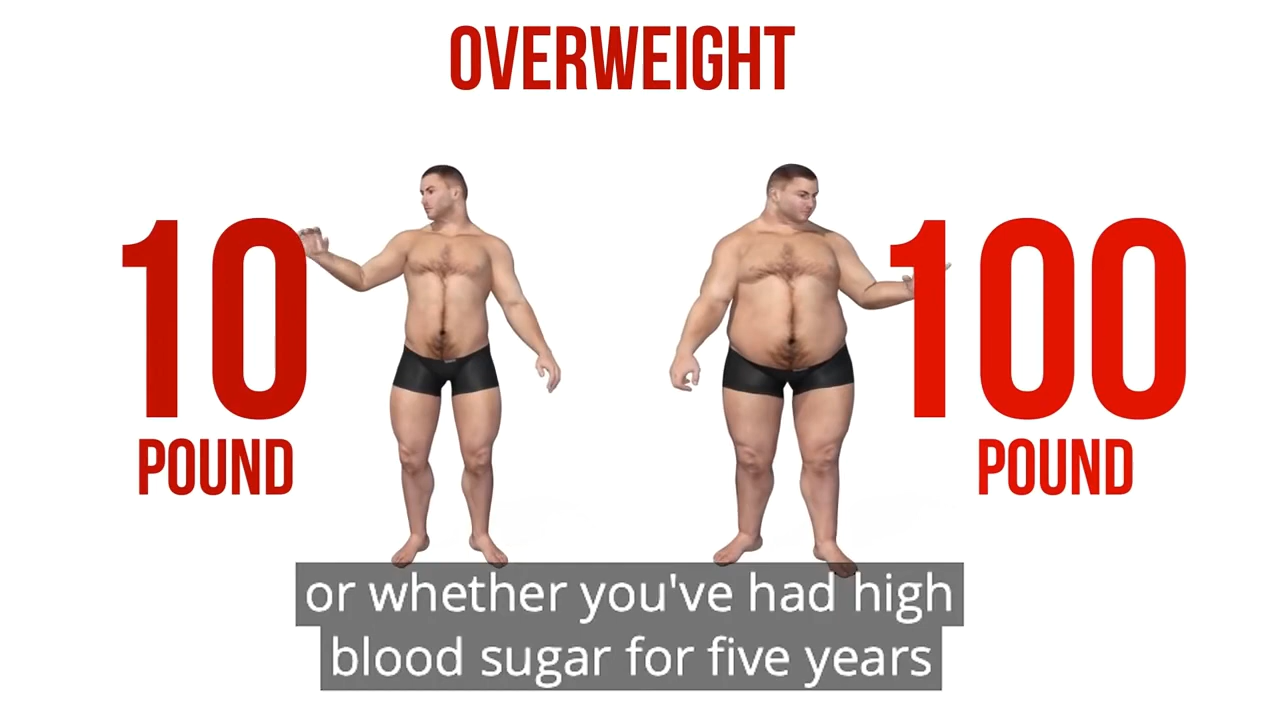 OVERWEIGHT
10
POUND
100
POUND
or whether you've had high
blood sugar for five years